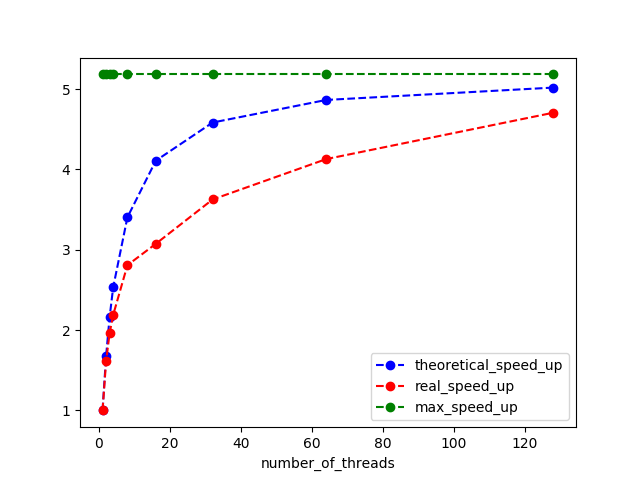 5
4
3
2
1
theoretical_speed_up
real_speed_up
max_speed_up
0 20 40 60 80 100 120
number_of_threads